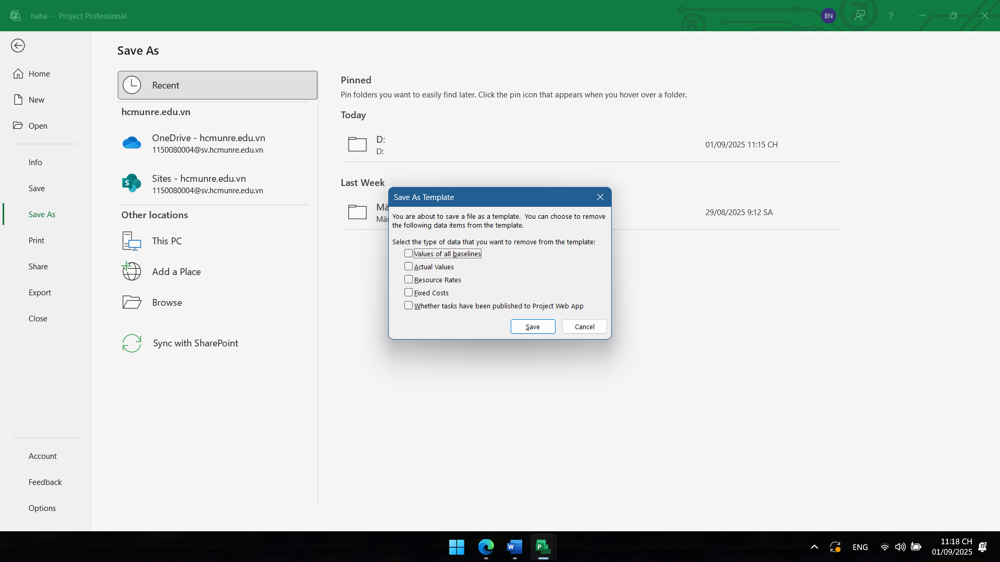 haha - Project Professional
BN
?
Save As
Home
New
Open
Info
Save
Save As
Print
Share
Export
Close
Account
Feedback
Options
Recent
hcmunre.edu.vn
OneDrive - hcmunre.edu.vn
1150080004@sv.hcmunre.edu.vn
S
Sites - hcmunre.edu.vn
1150080004@sv.hcmunre.edu.vn
Other locations
This PC
Add a Place
Browse
Sync with SharePoint
Pinned
Pin folders you want to easily find later. Click the pin icon that appears when you hover over a folder.
Today
D:
D:
01/09/2025 11:15 CH
Last Week
29/08/2025 9:12 SA
Save As Template
You are about to save a file as a template. You can choose to remove
the following data items from the template.
Select the type of data that you want to remove from the template:
Values of all baselines
Actual Values
Resource Rates
Fixed Costs
Whether tasks have been published to Project Web App
Save
Cancel
W
P
ENG
11:18 CH
01/09/2025